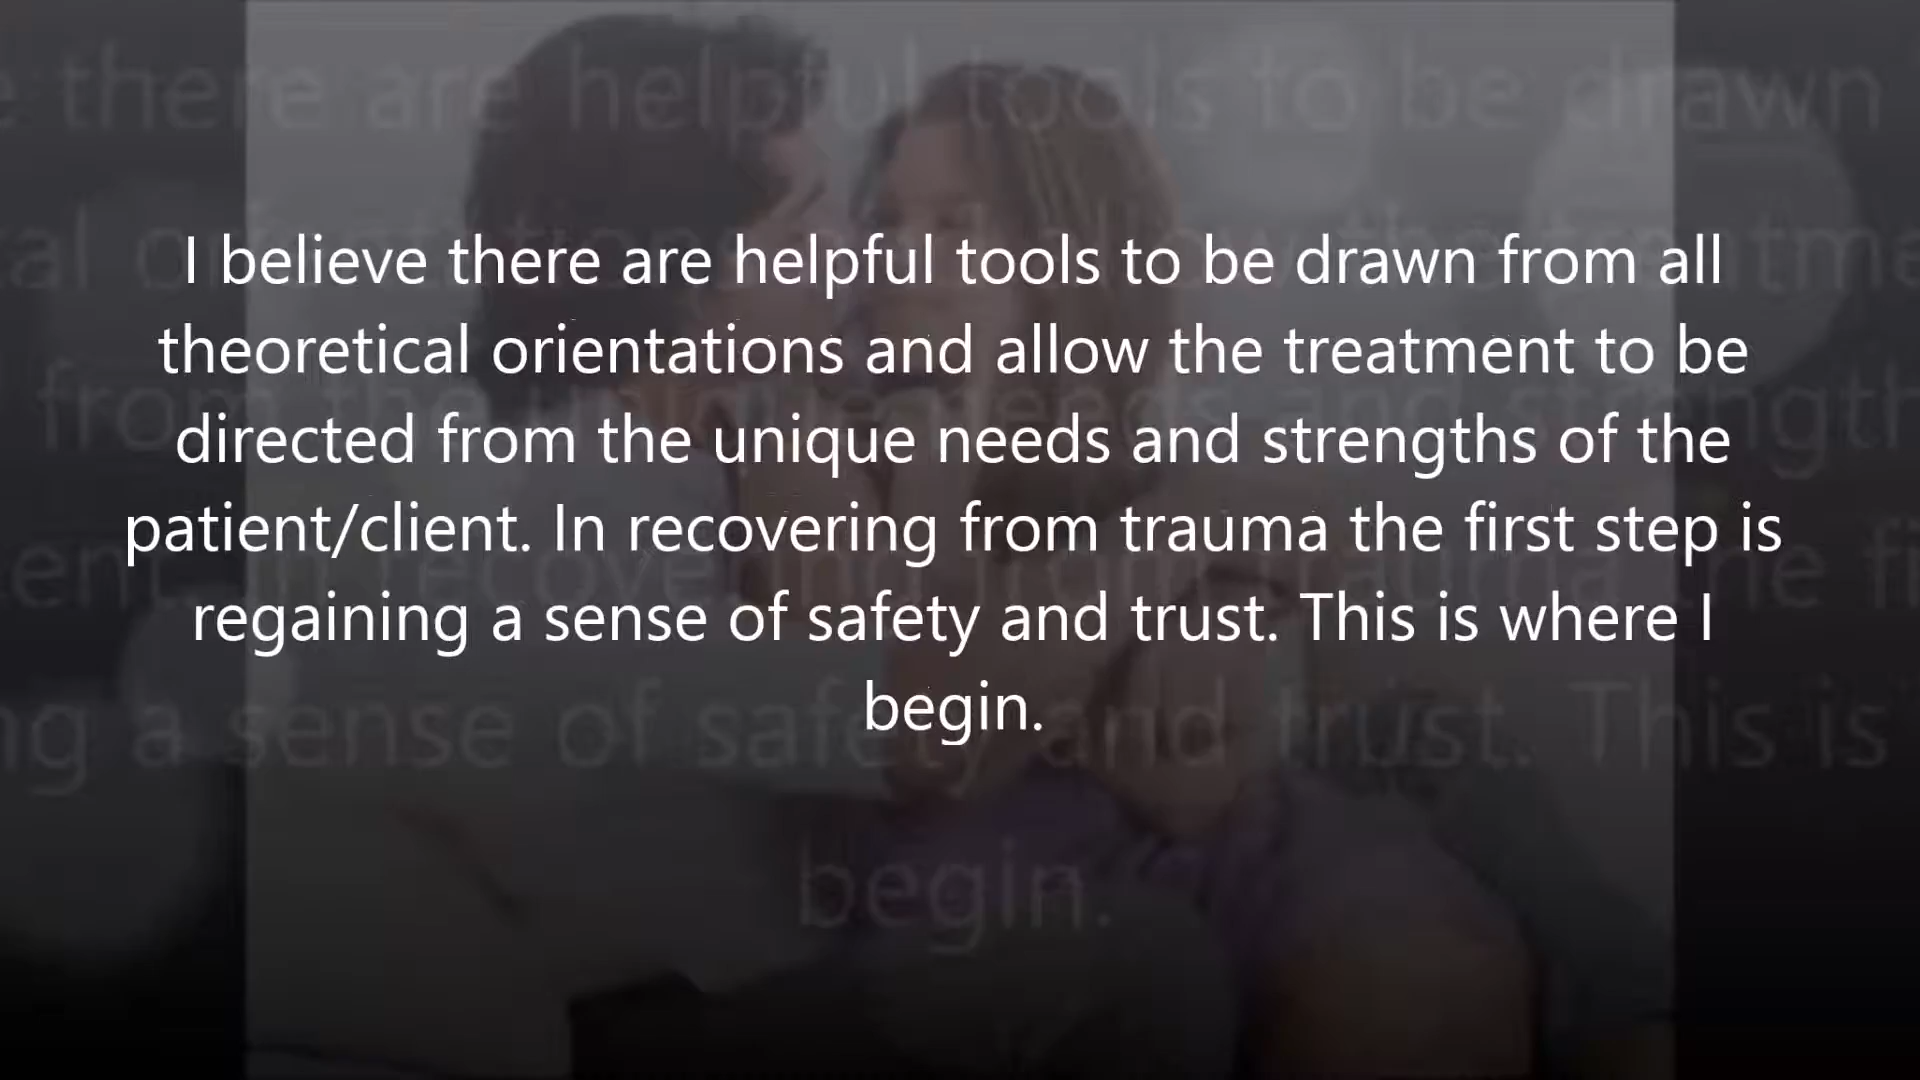 I believe there are helpful tools to be drawn from all
theoretical orientations and allow the treatment to be
directed from the unique needs and strengths of the
patient/client. In recovering from trauma the first step is
regaining a sense of safety and trust. This is where I
begin.